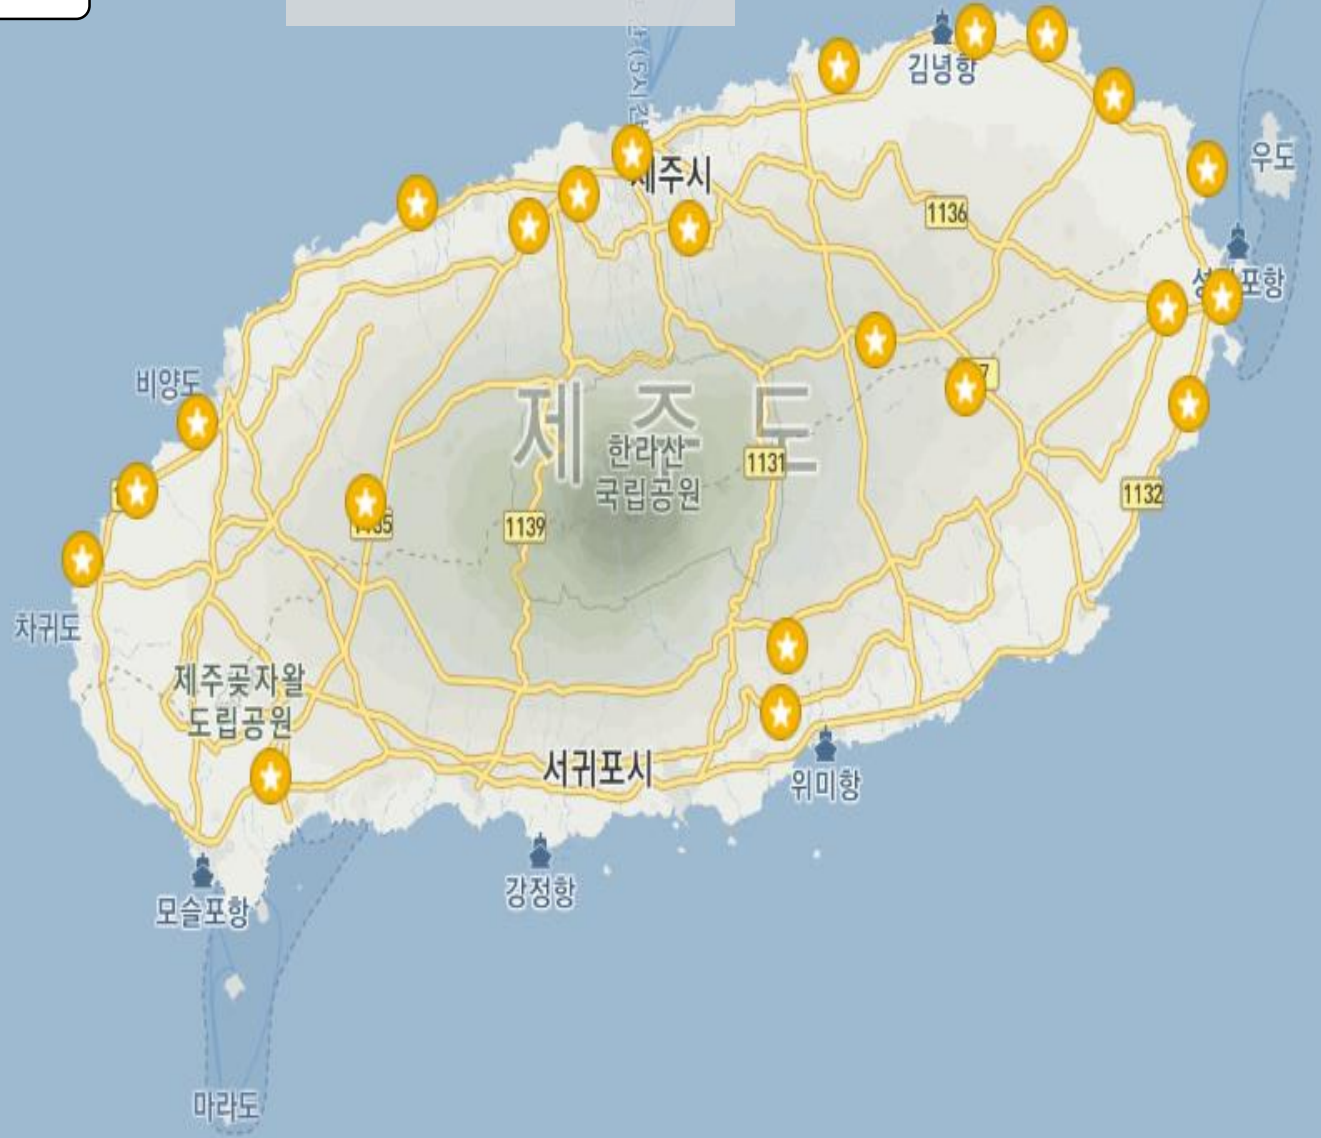 김녕항
우도
제주시
1136
성산포항
비양도
제 주 도
한라산
국립공원
1131
1132
1139
차귀도
제주곶자왈
도립공원
서귀포시
위미항
강정항
모슬포항
마라도